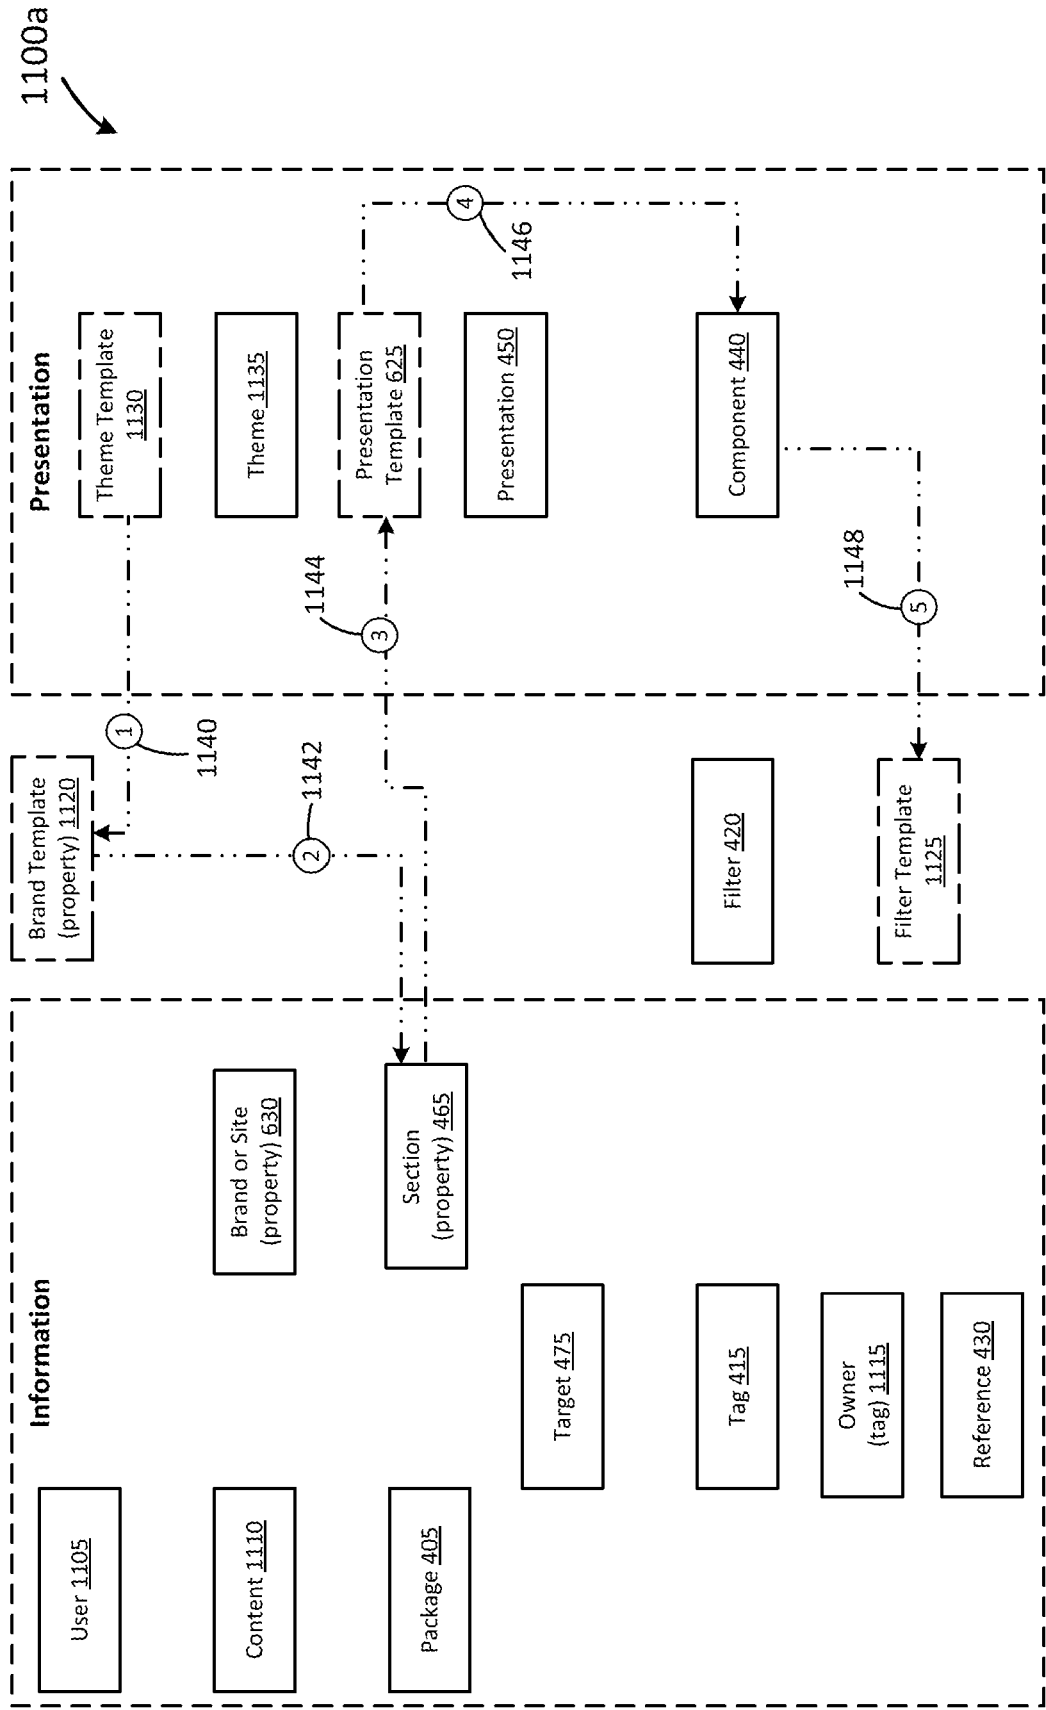 1100a
Information
Presentation
User 1105
Content 1110
Package 405
Target 475
Tag 415
Owner
(tag) 1115
Reference 430
Brand or Site
(property) 630
Section
(property) 465
Brand Template
(property) 1120
Filter 420
Filter Template
1125
Theme Template
1130
Theme 1135
Presentation
Template 625
Presentation 450
Component 440
1
1140
2
1142
3
1144
4
1146
5
1148